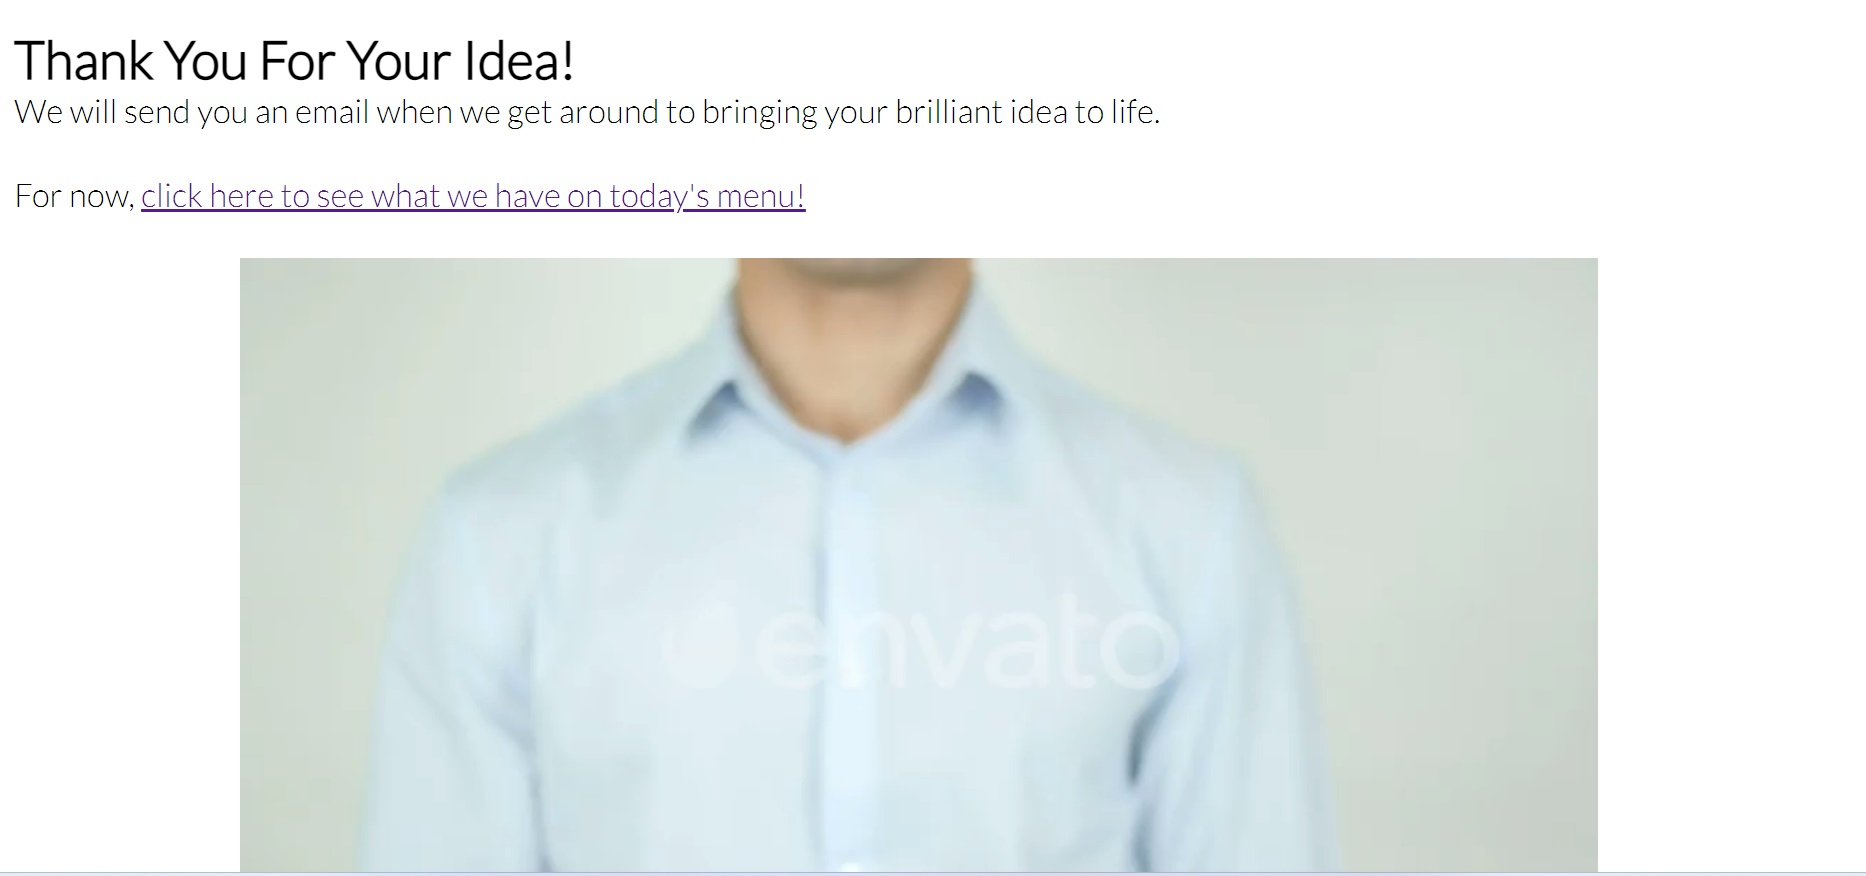 Thank You For Your Idea!
We will send you an email when we get around to bringing your brilliant idea to life.
For now, click here to see what we have on today's menu!
envato